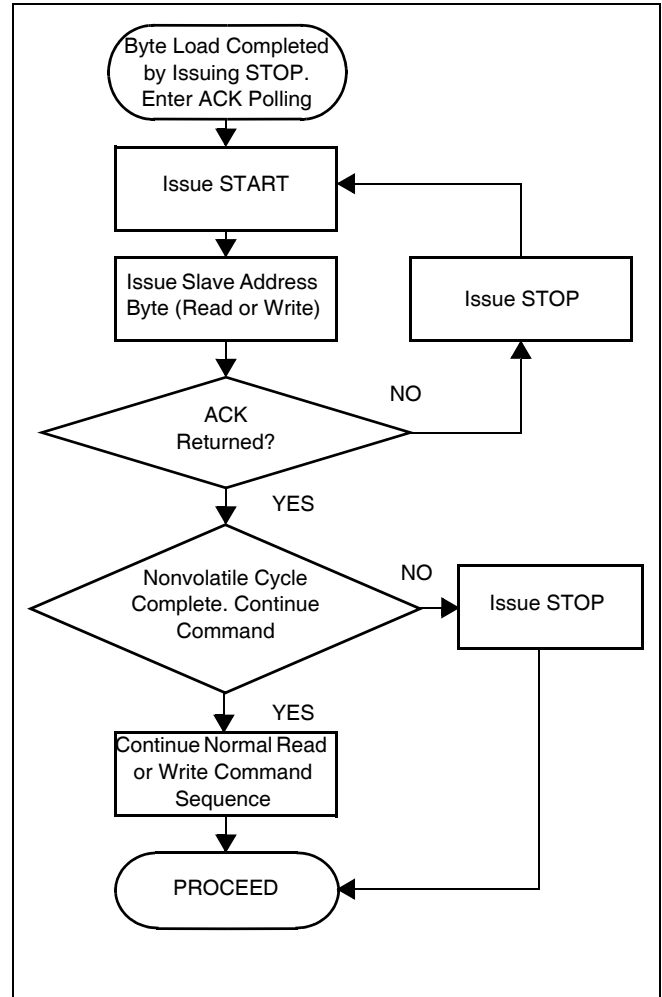 Byte Load Completed
by Issuing STOP.
Enter ACK Polling
Issue START
Issue Slave Address
Byte (Read or Write)
Issue STOP
NO
ACK
Returned?
YES
NO
Nonvolatile Cycle
Complete. Continue
Command
Issue STOP
YES
Continue Normal Read
or Write Command
Sequence
PROCEED